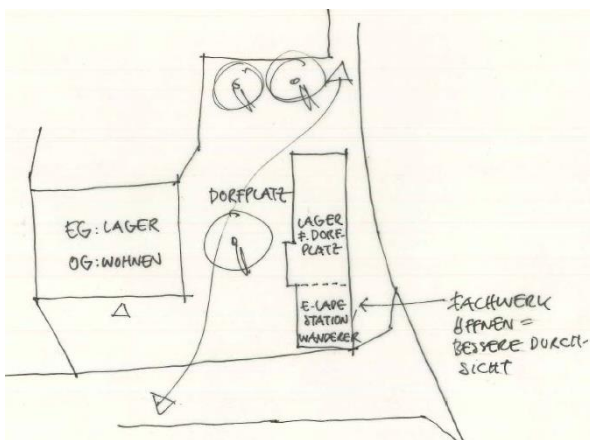 DORFPLATZ
EG: LAGER
OG: WOHNEN
LAGER
F. DORF-
PLATZ
E-LADE
STATION
WANDERER
FACHWERK
ÖFFNEN =
BESSERE DURCH-
SICHT